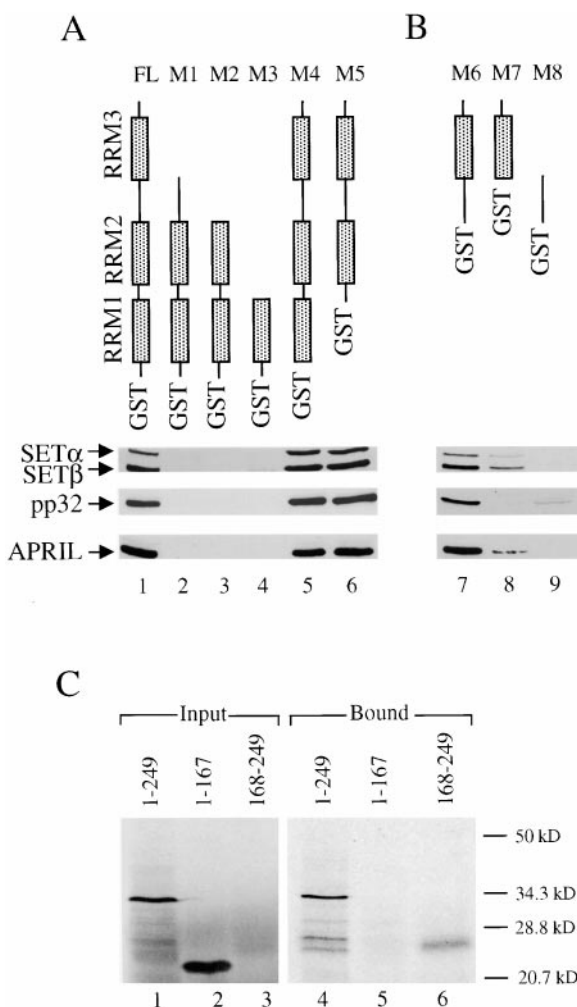 A
B
FL M1 M2 M3 M4 M5
M6 M7 M8
RRM3
RRM2
RRM1
GST GST GST GST GST GST
GST GST GST
SETα
SETβ
pp32
APRIL
1 2 3 4 5 6
7 8 9
C
Input Bound
1-249 1-167 168-249
1-249 1-167 168-249
50 kD
34.3 kD
28.8 kD
20.7 kD
1 2 3
4 5 6